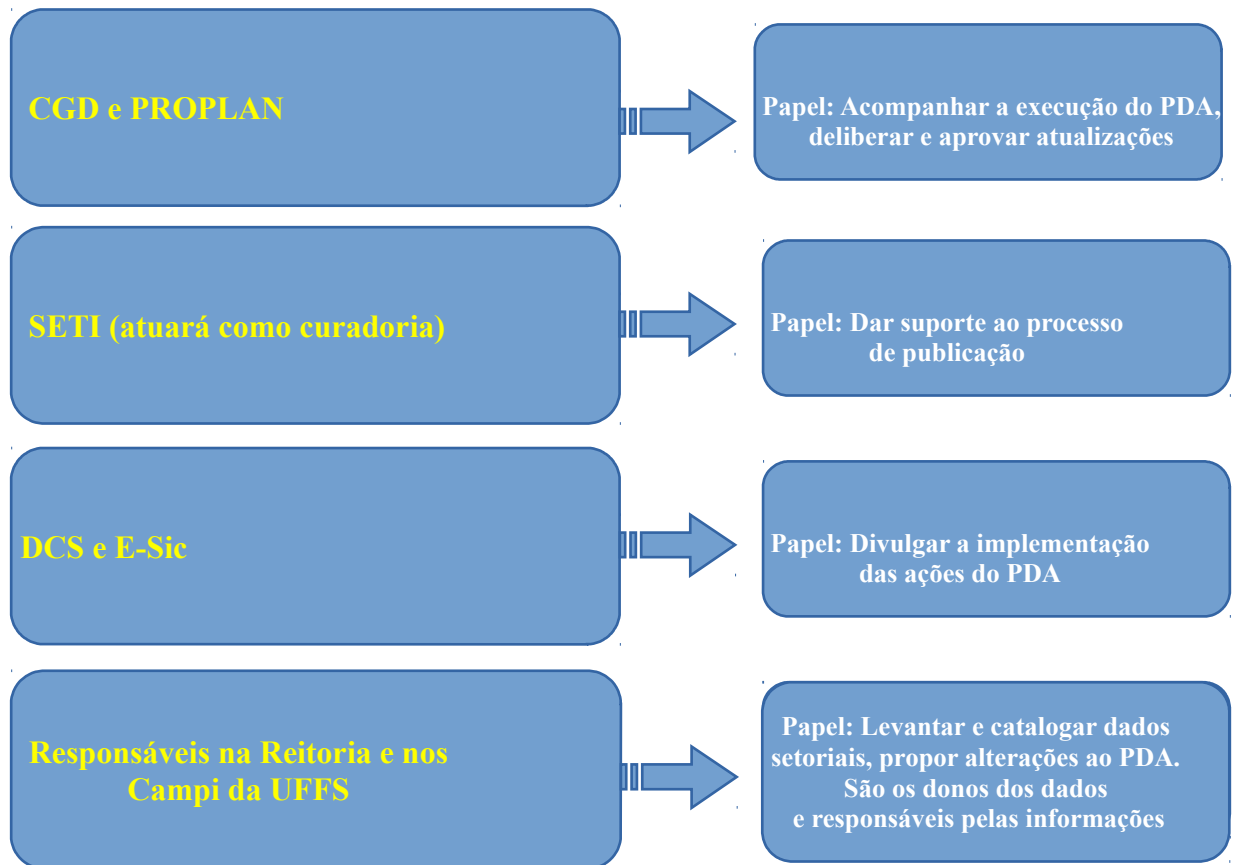 CGD e PROPLAN
Papel: Acompanhar a execução do PDA,
deliberar e aprovar atualizações
SETI (atuará como curadoria)
Papel: Dar suporte ao processo
de publicação
DCS e E-Sic
Papel: Divulgar a implementação
das ações do PDA
Responsáveis na Reitoria e nos
Campi da UFFS
Papel: Levantar e catalogar dados
setoriais, propor alterações ao PDA.
São os donos dos dados
e responsáveis pelas informações